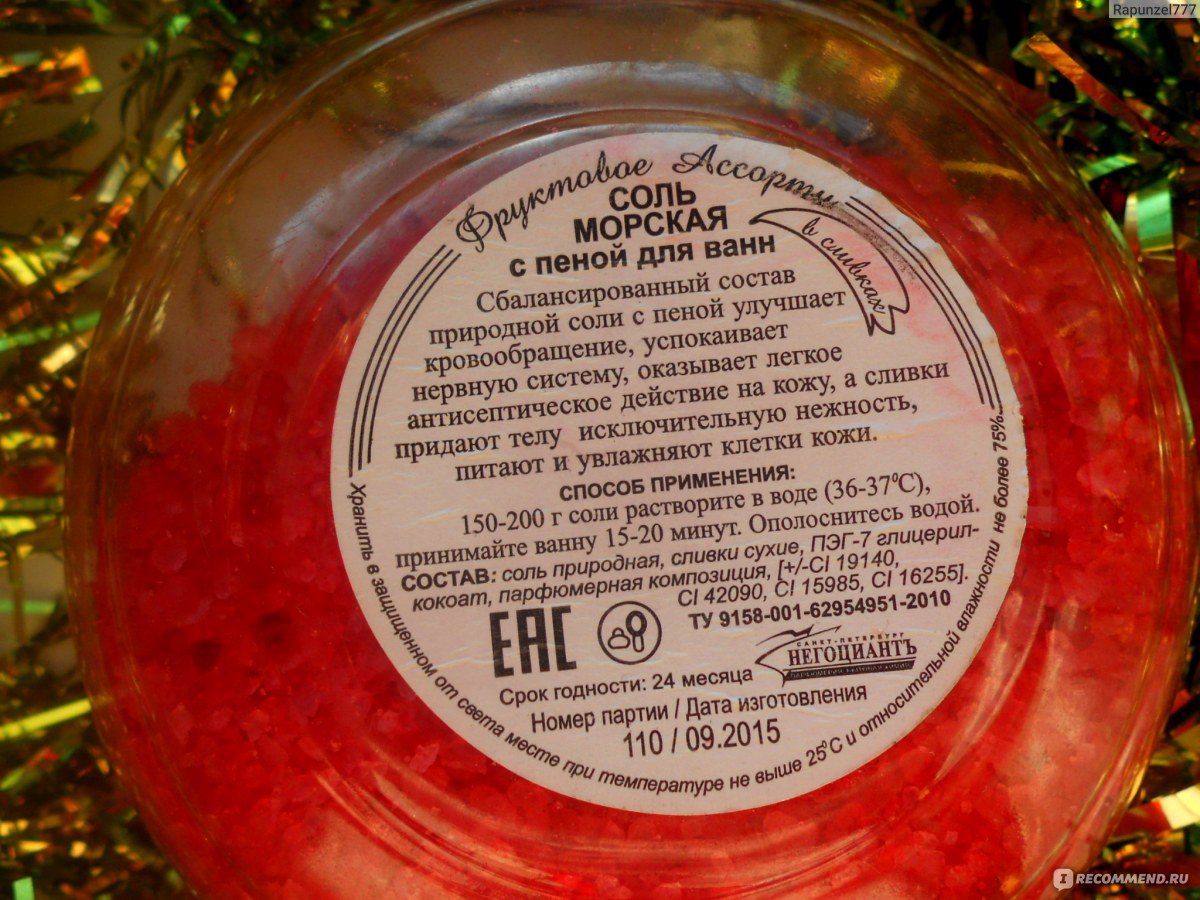 Rapunzel777
Фруктовое Ассорти
СОЛЬ
МОРСКАЯ
с пеной для ванн
в сливках
Сбалансированный состав
природной соли с пеной улучшает
кровообращение, успокаивает
нервную систему, оказывает легкое
антисептическое действие на кожу, а сливки
придают телу исключительную нежность,
питают и увлажняют клетки кожи.
СПОСОБ ПРИМЕНЕНИЯ:
150-200 г соли растворите в воде (36-37⁰С),
принимайте ванну 15-20 минут. Ополоснитесь водой.
СОСТАВ: соль природная, сливки сухие, ПЭГ-7 глицерил-
кокоат, парфюмерная композиция, [+/-CI 19140,
CI 42090, CI 15985, CI 16255].
ТУ 9158-001-62954951-2010
EAC
САНКТ-ПЕТЕРБУРГ
НЕГОЦИАНТЪ
Срок годности: 24 месяца
Номер партии / Дата изготовления
110 / 09.2015
Хранить в защищенном от света месте при температуре не выше 25⁰С и относительной влажности не более 75%
IRECOMMEND.RU